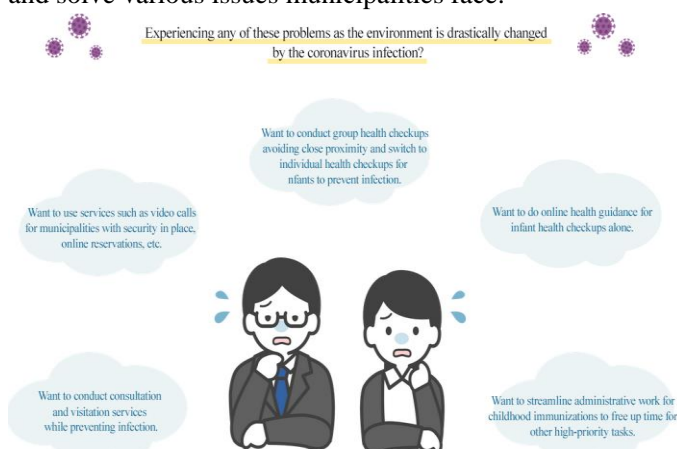 and solve various issues municipalities face.
Experiencing any of these problems as the environment is drastically changed
by the coronavirus infection?
Want to conduct group health checkups
avoiding close proximity and switch to
individual health checkups for
nfants to prevent infection.
Want to use services such as video calls
for municipalities with security in place,
online reservations, etc.
Want to do online health guidance for
infant health checkups alone.
Want to conduct consultation
and visitation services
while preventing infection.
Want to streamline administrative work for
childhood immunizations to free up time for
other high-priority tasks.